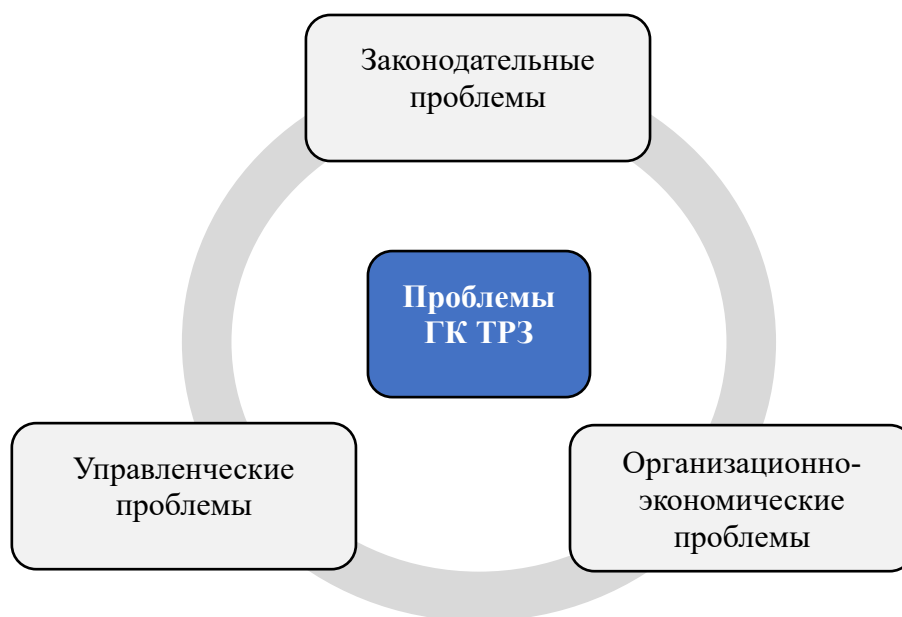 Законодательные
проблемы
Проблемы
ГК ТРЗ
Управленческие
проблемы
Организационно-
экономические
проблемы